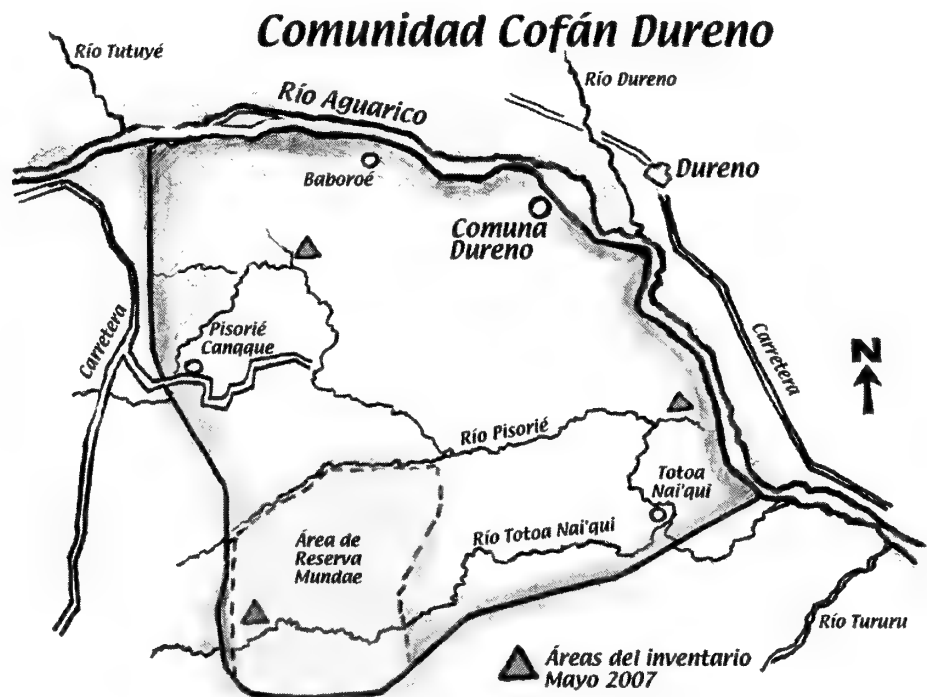 Comunidad Cofán Dureno
Río Tutuyé
Río Dureno
Río Aguarico
Baboroé
Dureno
Comuna
Dureno
Pisorié
Canaque
Carretera
Carretera
N
Río Pisorié
Totoa
Nai'qui
Área de
Reserva
Mundae
Río Totoa Nai'qui
Río Tururu
Áreas del inventario
Mayo 2007